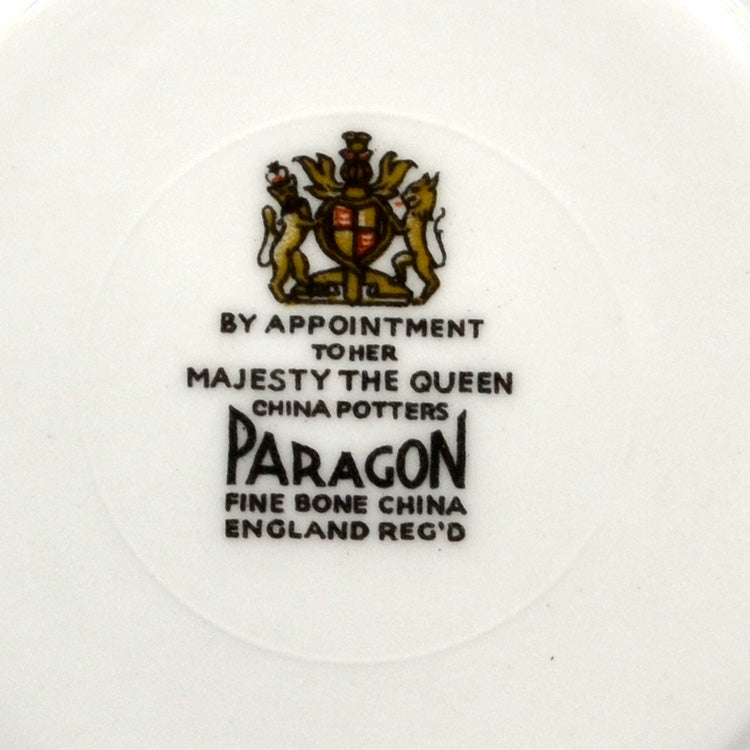 BY APPOINTMENT
TO HER
MAJESTY THE QUEEN
CHINA POTTERS
PARAGON
FINE BONE CHINA
ENGLAND REG'D